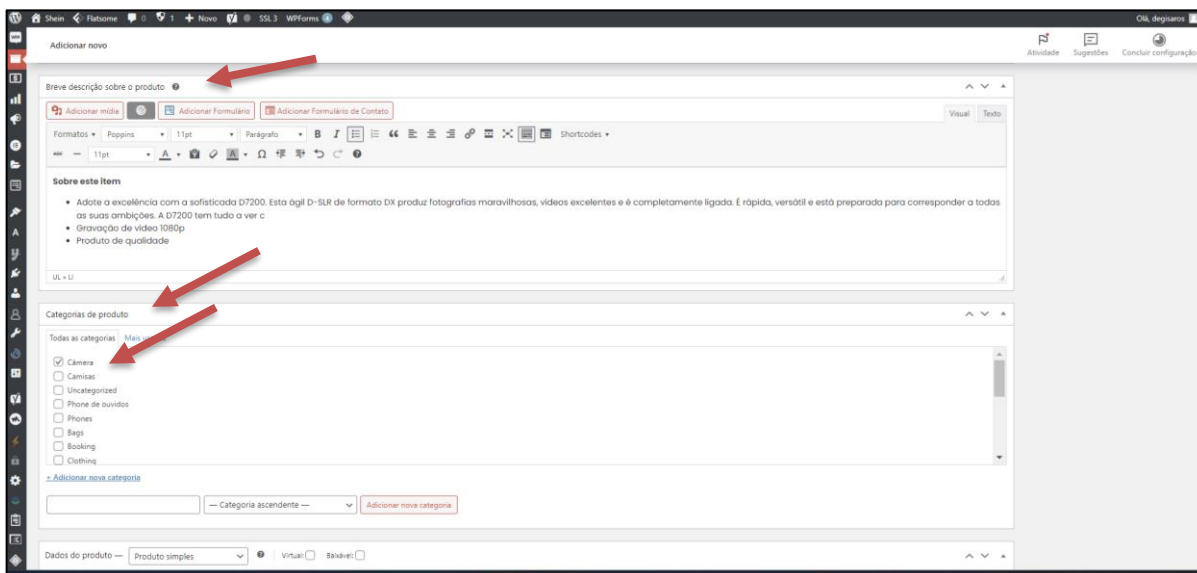 Shein Flatsome 0 1 + Novo SSL 3 WPForms 4 Olá, degisaros
Adicionar novo
Atividade Sugestões Concluir configuração
Breve descrição sobre o produto
Adicionar mídia Adicionar Formulário Adicionar Formulário de Contato
Visual Texto
Formatos Poppins 11pt Parágrafo B I Shortcodes
11pt A A Ω
Sobre este item
• Adote a excelência com a sofisticada D7200. Esta ágil D-SLR de formato DX produz fotografias maravilhosas, vídeos excelentes e é completamente ligada. É rápida, versátil e está preparada para corresponder a todas
as suas ambições. A D7200 tem tudo a ver c
• Gravação de vídeo 1080p
• Produto de qualidade
UL » LI
Categorias de produto
Todas as categorias Mais
Câmera
Camisas
Uncategorized
Phone de ouvidos
Phones
Bags
Booking
Clothing
+ Adicionar nova categoria
— Categoria ascendente — Adicionar nova categoria
Dados do produto — Produto simples Virtual: Baixável: